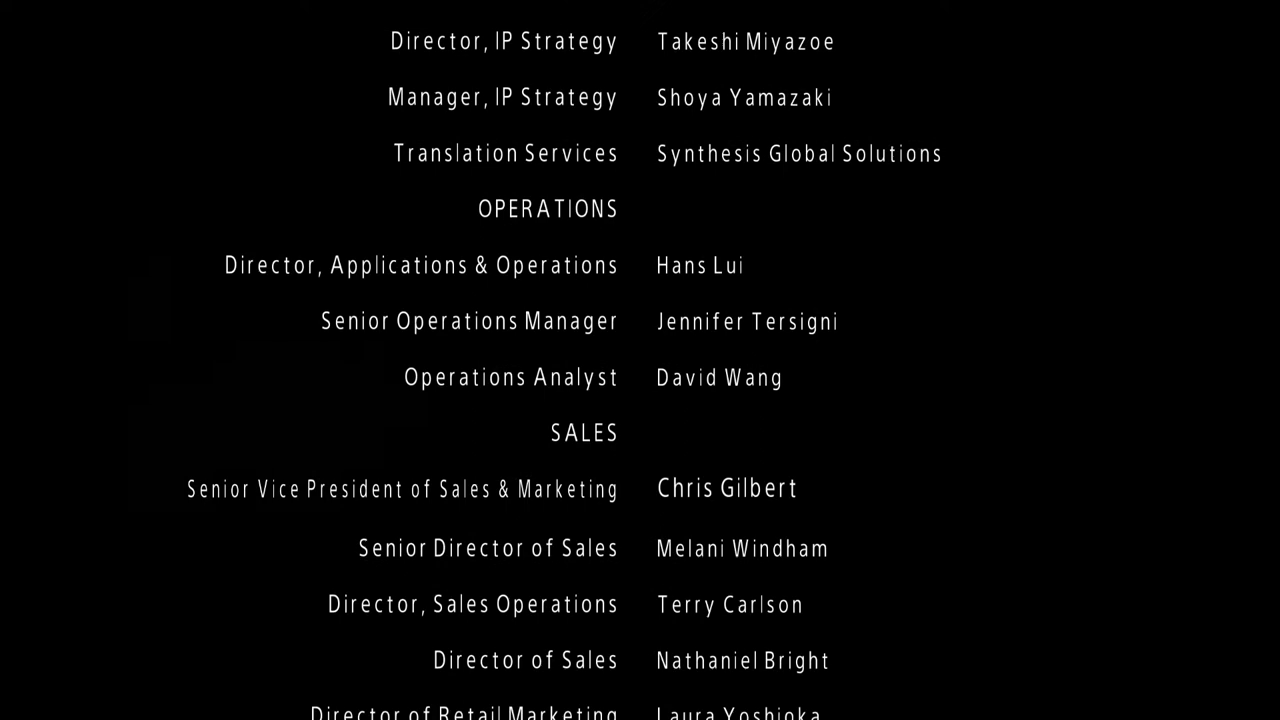 Director, IP Strategy Takeshi Miyazoe
Manager, IP Strategy Shoya Yamazaki
Translation Services Synthesis Global Solutions
OPERATIONS
Director, Applications & Operations Hans Lui
Senior Operations Manager Jennifer Tersigni
Operations Analyst David Wang
SALES
Senior Vice President of Sales & Marketing Chris Gilbert
Senior Director of Sales Melani Windham
Director, Sales Operations Terry Carlson
Director of Sales Nathaniel Bright
Director of Retail Marketing Laura Yoshioka